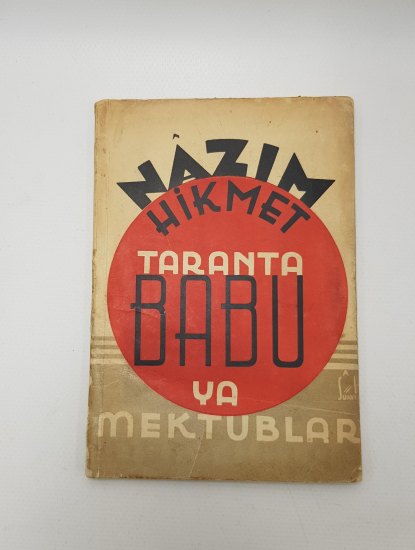 NÂZIM
HİKMET
TARANTA
BABU
YA
MEKTUBLAR